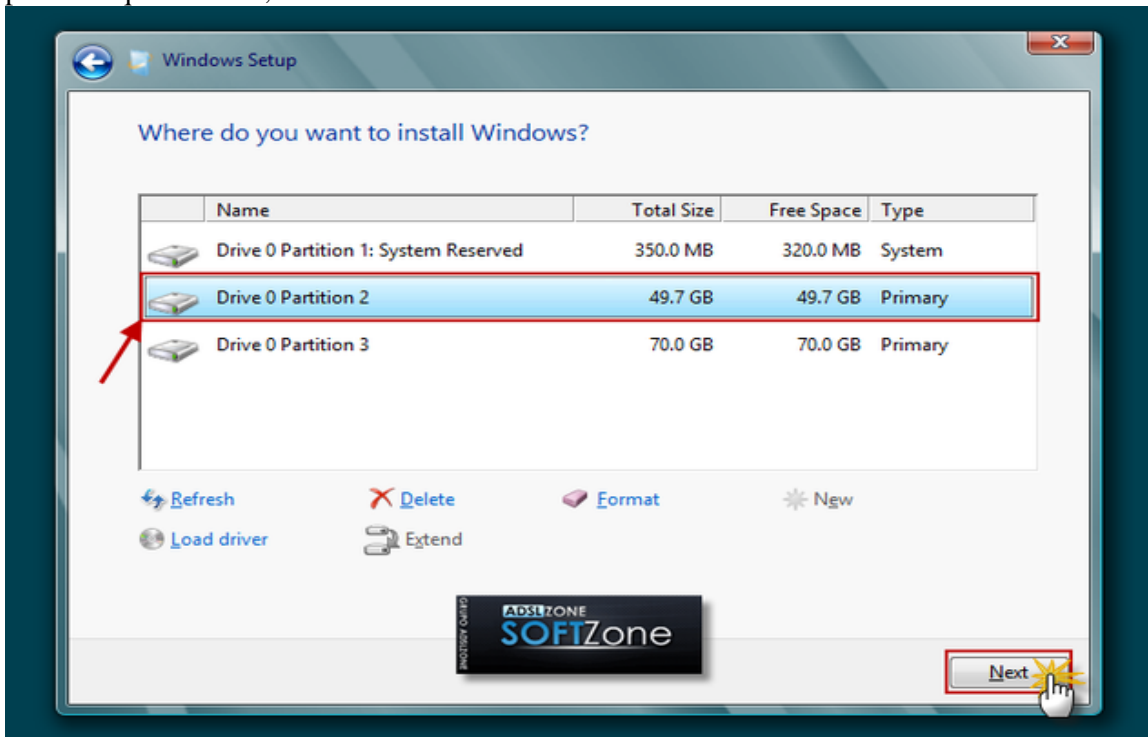 Windows Setup
Where do you want to install Windows?
Name Total Size Free Space Type
Drive 0 Partition 1: System Reserved 350.0 MB 320.0 MB System
Drive 0 Partition 2 49.7 GB 49.7 GB Primary
Drive 0 Partition 3 70.0 GB 70.0 GB Primary
Refresh Delete Format New
Load driver Extend
GRUPO ADSLZONE
ADSLZONE
SOFTZone
Next